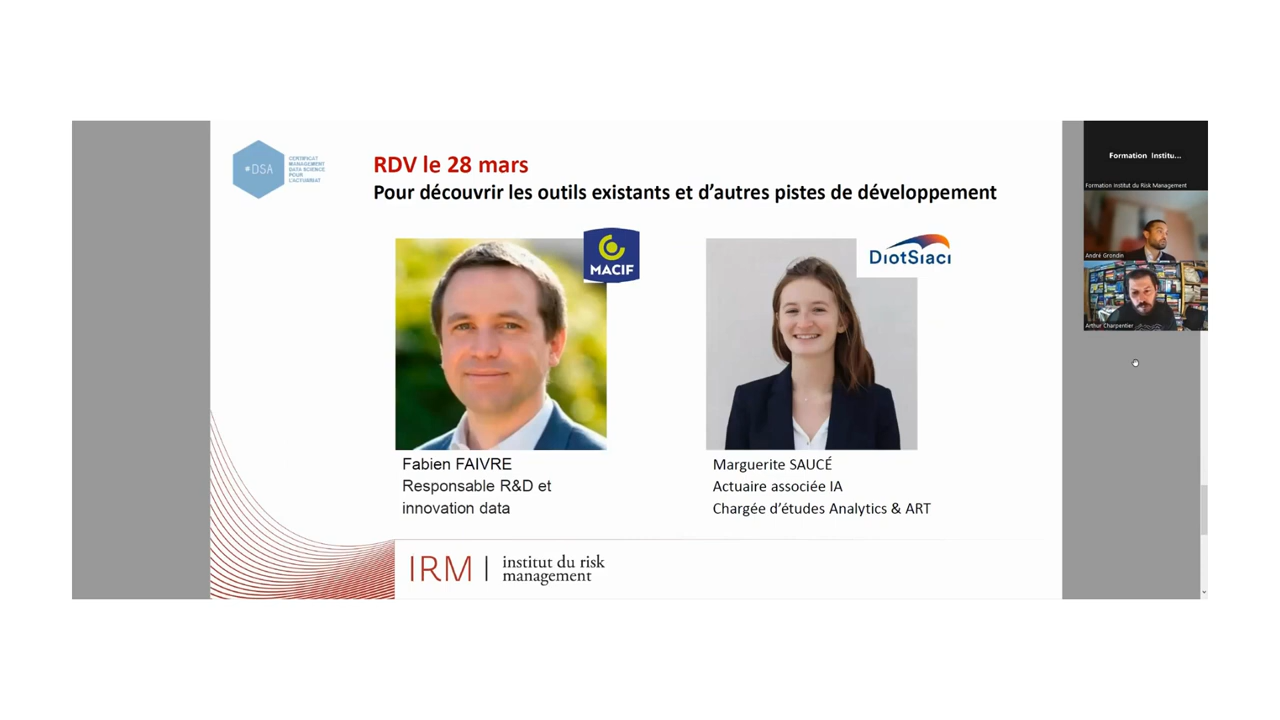 #DSA
CERTIFICAT
MANAGEMENT
DATA SCIENCE
POUR
L'ACTUARIAT
RDV le 28 mars
Pour découvrir les outils existants et d'autres pistes de développement
MACIF
DiotSiaci
Fabien FAIVRE
Responsable R&D et
innovation data
Marguerite SAUCÉ
Actuaire associée IA
Chargée d'études Analytics & ART
IRM | institut du risk
management
Formation Institu...
Formation Institut du Risk Management
André Grondin
Arthur Charpentier